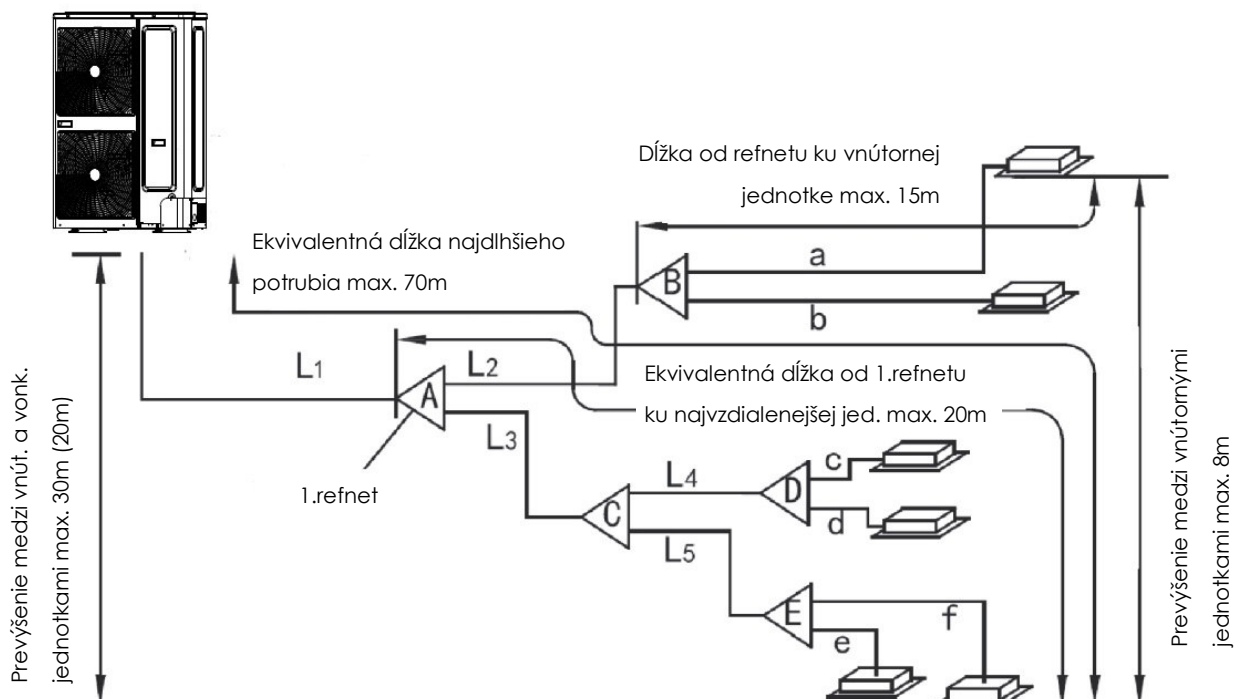 Dĺžka od refnetu ku vnútornej
jednotke max. 15m
Ekvivalentná dĺžka najdlhšieho
potrubia max. 70m
a
B
b
L1
A
L2
Ekvivalentná dĺžka od 1.refnetu
ku najvzdialenejšej jed. max. 20m
L3
1.refnet
C
L4
D
c
d
L5
E
f
e
Prevýšenie medzi vnút. a vonk.
jednotkami max. 30m (20m)
Prevýšenie medzi vnútornými
jednotkami max. 8m